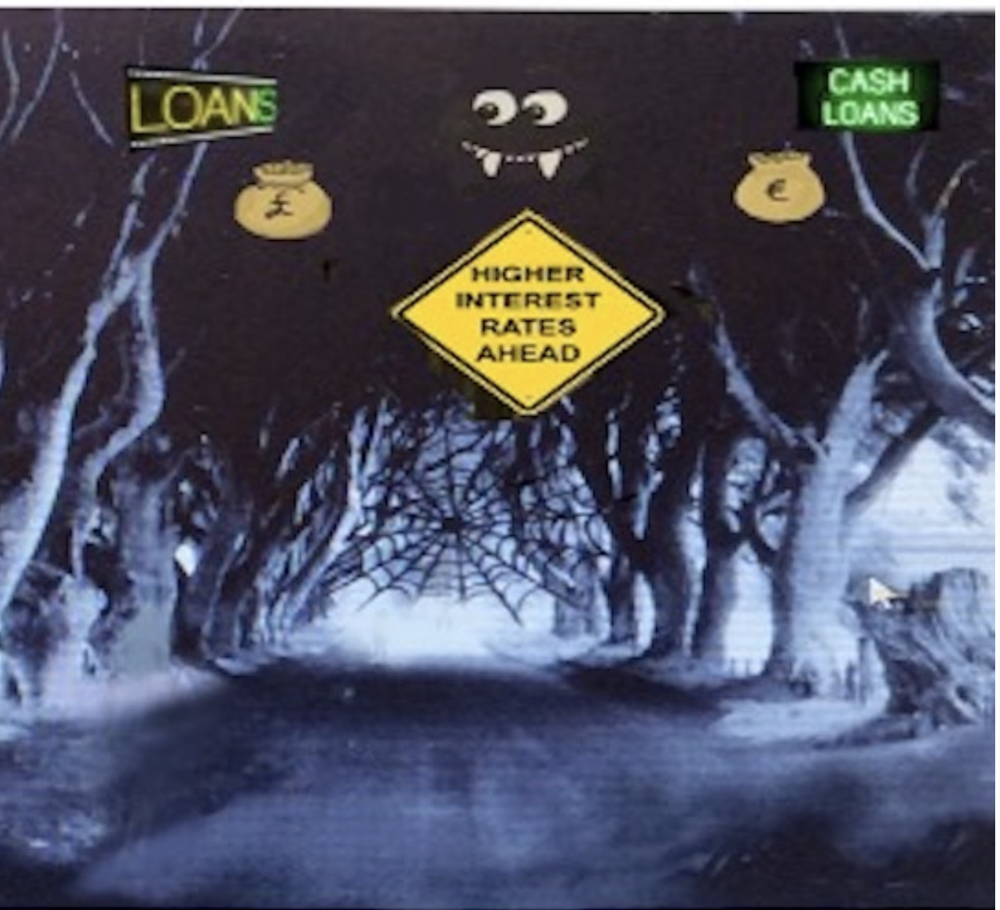 LOANS
CASH
LOANS
£
€
HIGHER
INTEREST
RATES
AHEAD